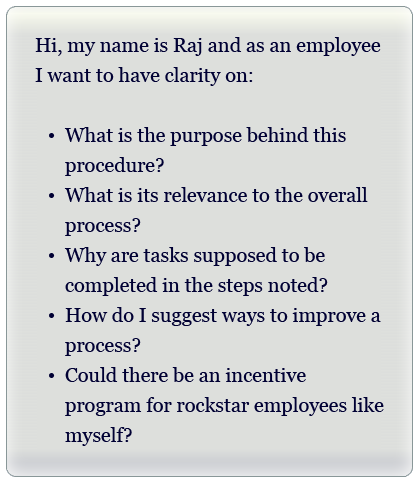 Hi, my name is Raj and as an employee
I want to have clarity on:
• What is the purpose behind this
procedure?
• What is its relevance to the overall
process?
• Why are tasks supposed to be
completed in the steps noted?
• How do I suggest ways to improve a
process?
• Could there be an incentive
program for rockstar employees like
myself?